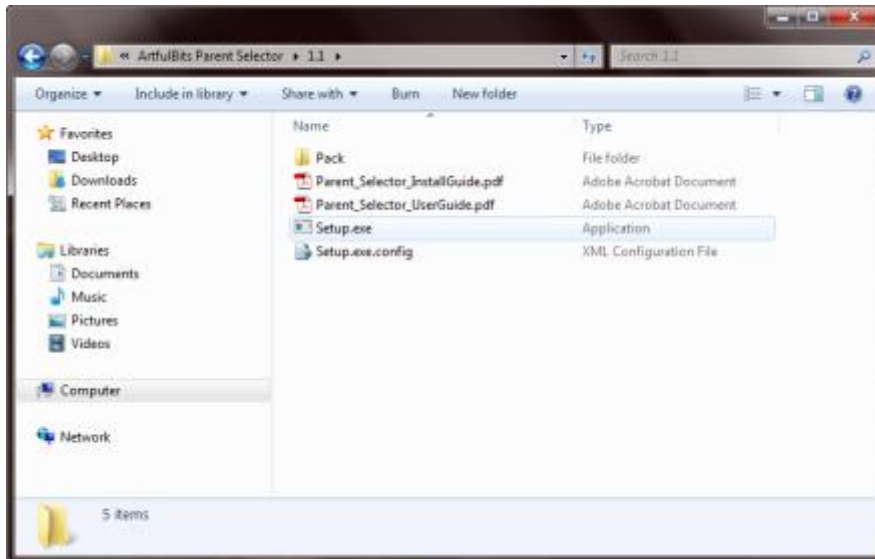 « ArtfulBits Parent Selector ▸ 1.1 ▸
Search 1.1
Organize ▾ Include in library ▾ Share with ▾ Burn New folder
Name Type
Favorites
Desktop
Downloads
Recent Places
Libraries
Documents
Music
Pictures
Videos
Computer
Network
Pack File folder
Parent_Selector_InstallGuide.pdf Adobe Acrobat Document
Parent_Selector_UserGuide.pdf Adobe Acrobat Document
Setup.exe Application
Setup.exe.config XML Configuration File
5 items